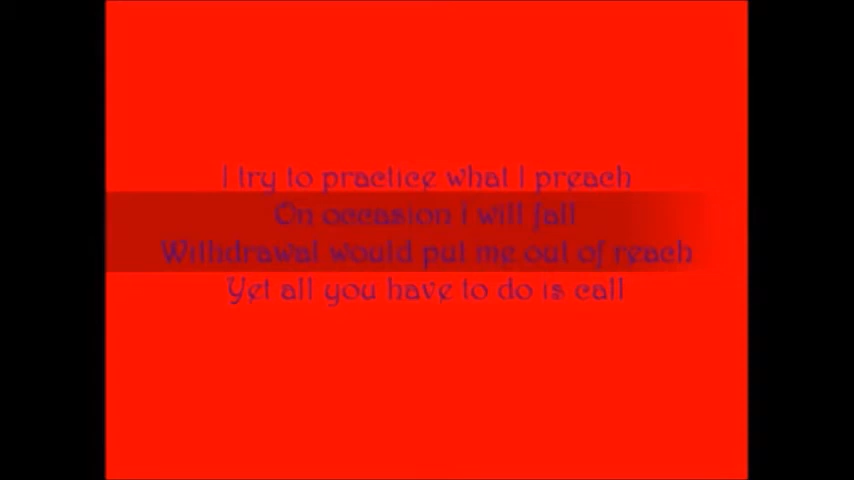 I try to practice what I preach
On occasion I will fall
Willidrawal would put me out of reach
Yet all you have to do is call